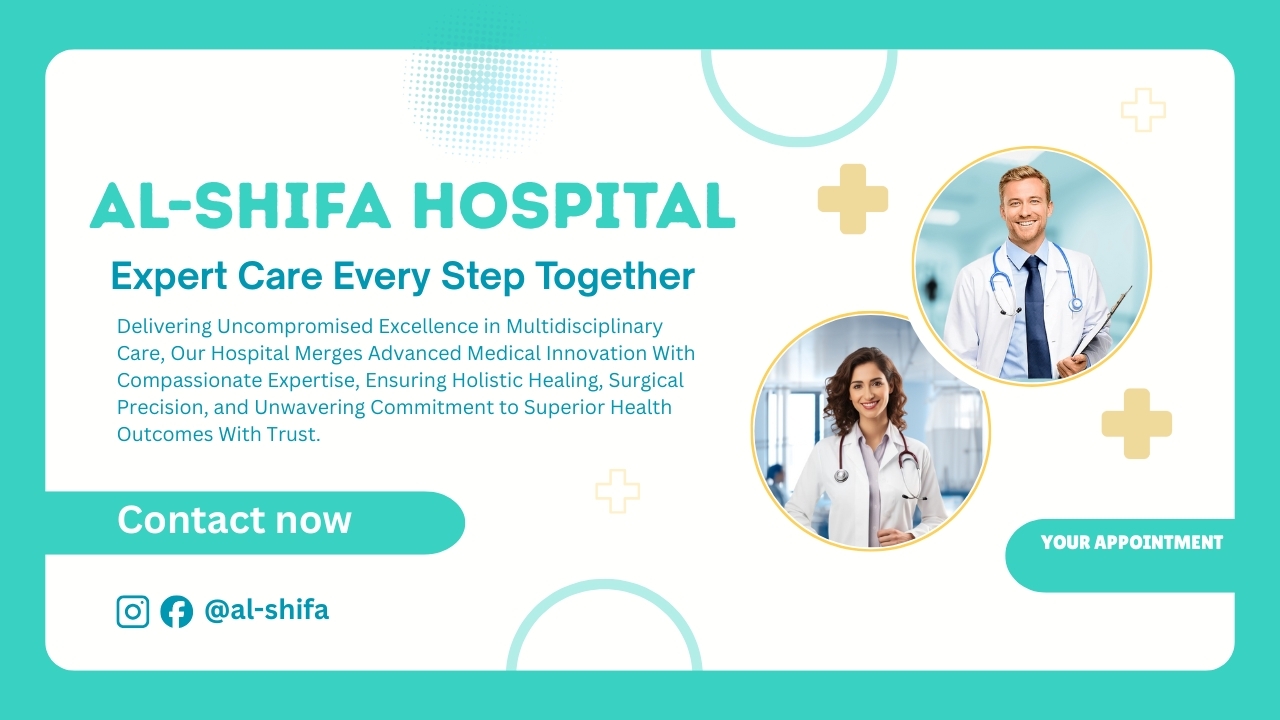 AL-SHIFA HOSPITAL
Expert Care Every Step Together
Delivering Uncompromised Excellence in Multidisciplinary
Care, Our Hospital Merges Advanced Medical Innovation With
Compassionate Expertise, Ensuring Holistic Healing, Surgical
Precision, and Unwavering Commitment to Superior Health
Outcomes With Trust.
Contact now
YOUR APPOINTMENT
@al-shifa